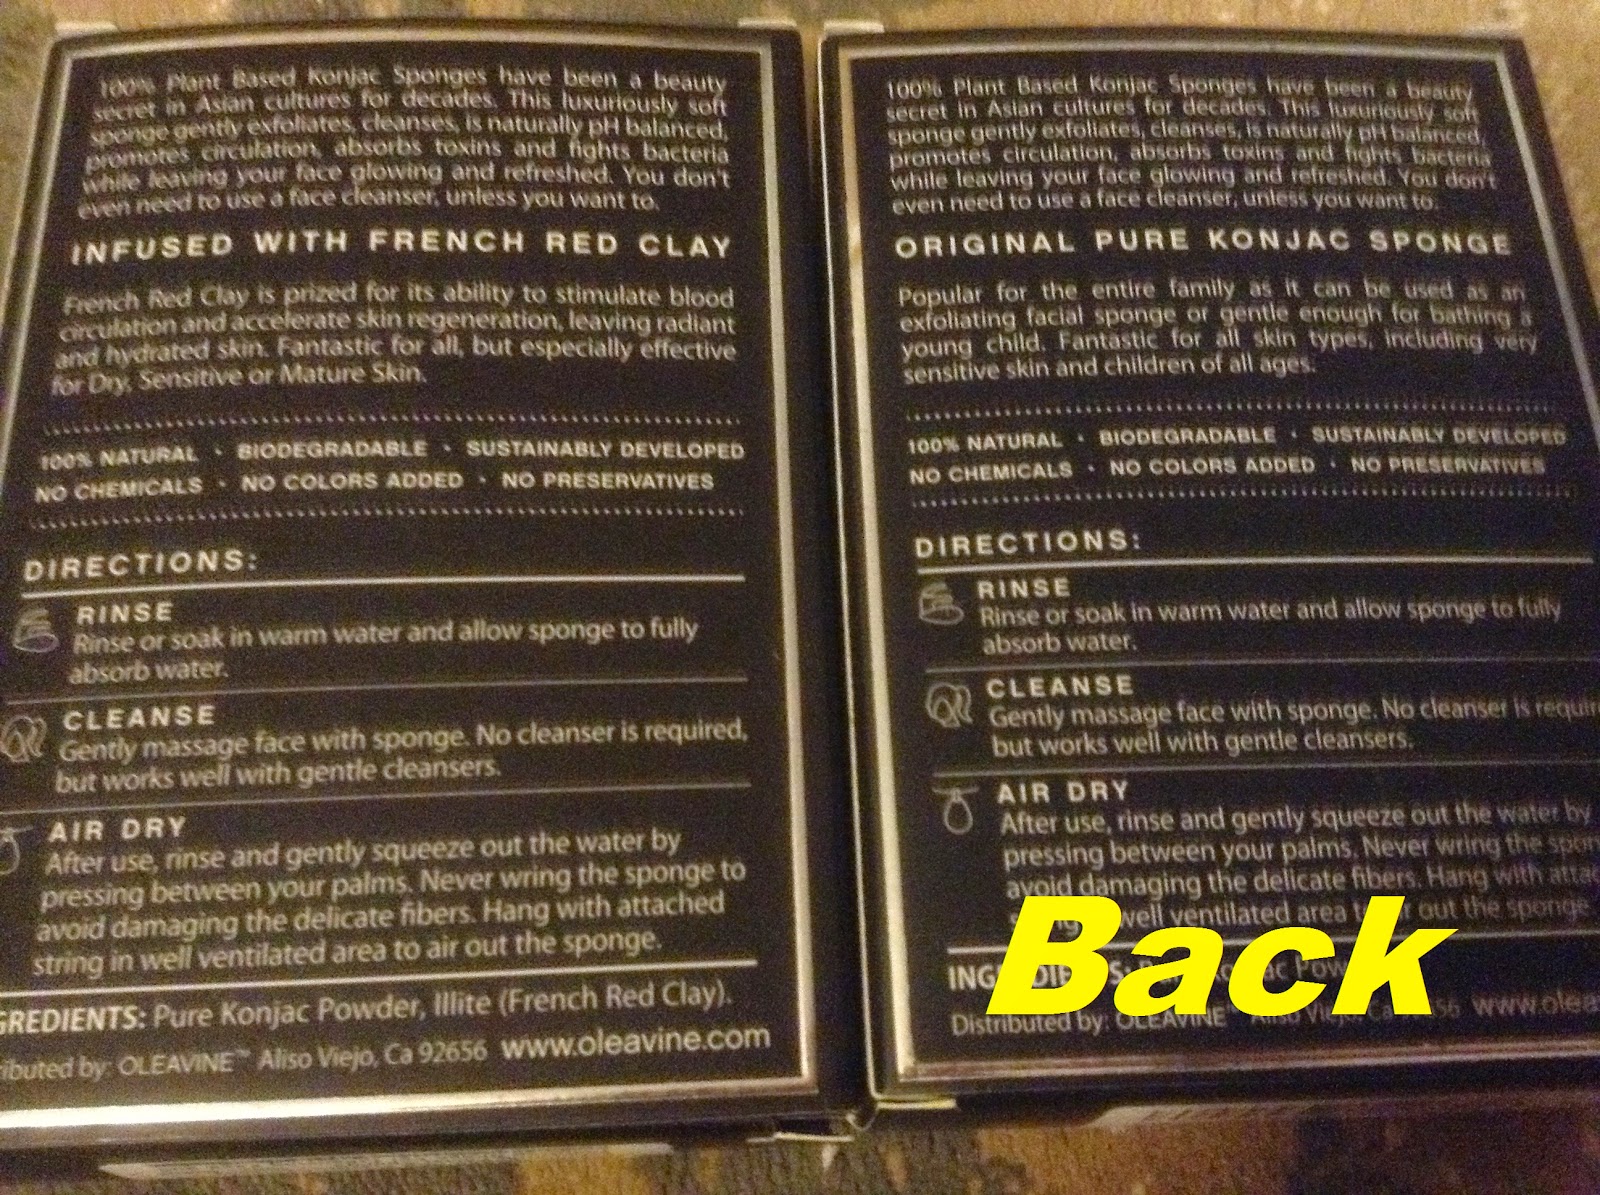 100% Plant Based Konjac Sponges have been a beauty
secret in Asian cultures for decades. This luxuriously soft
sponge gently exfoliates, cleanses, is naturally pH balanced,
promotes circulation, absorbs toxins and fights bacteria
while leaving your face glowing and refreshed. You don't
even need to use a face cleanser, unless you want to.
INFUSED WITH FRENCH RED CLAY
French Red Clay is prized for its ability to stimulate blood
circulation and accelerate skin regeneration, leaving radiant
and hydrated skin. Fantastic for all, but especially effective
for Dry, Sensitive or Mature Skin.
100% NATURAL · BIODEGRADABLE · SUSTAINABLY DEVELOPED
NO CHEMICALS · NO COLORS ADDED · NO PRESERVATIVES
DIRECTIONS:
RINSE
Rinse or soak in warm water and allow sponge to fully
absorb water.
CLEANSE
Gently massage face with sponge. No cleanser is required,
but works well with gentle cleansers.
AIR DRY
After use, rinse and gently squeeze out the water by
pressing between your palms. Never wring the sponge to
avoid damaging the delicate fibers. Hang with attached
string in well ventilated area to air out the sponge.
GREDIENTS: Pure Konjac Powder, Illite (French Red Clay).
ributed by: OLEAVINE™ Aliso Viejo, Ca 92656 www.oleavine.com
100% Plant Based Konjac Sponges have been a beauty
secret in Asian cultures for decades. This luxuriously soft
sponge gently exfoliates, cleanses, is naturally pH balanced,
promotes circulation, absorbs toxins and fights bacteria
while leaving your face glowing and refreshed. You don't
even need to use a face cleanser, unless you want to.
ORIGINAL PURE KONJAC SPONGE
Popular for the entire family as it can be used as an
exfoliating facial sponge or gentle enough for bathing a
young child. Fantastic for all skin types, including very
sensitive skin and children of all ages.
100% NATURAL · BIODEGRADABLE · SUSTAINABLY DEVELOPED
NO CHEMICALS · NO COLORS ADDED · NO PRESERVATIVES
DIRECTIONS:
RINSE
Rinse or soak in warm water and allow sponge to fully
absorb water.
CLEANSE
Gently massage face with sponge. No cleanser is requir
but works well with gentle cleansers.
AIR DRY
After use, rinse and gently squeeze out the water by
pressing between your palms. Never wring the spon
avoid damaging the delicate fibers. Hang with attac
well ventilated area out the sponge.
Distributed by: OLEAVINE™ Aliso Viejo, Ca www.olea
Back